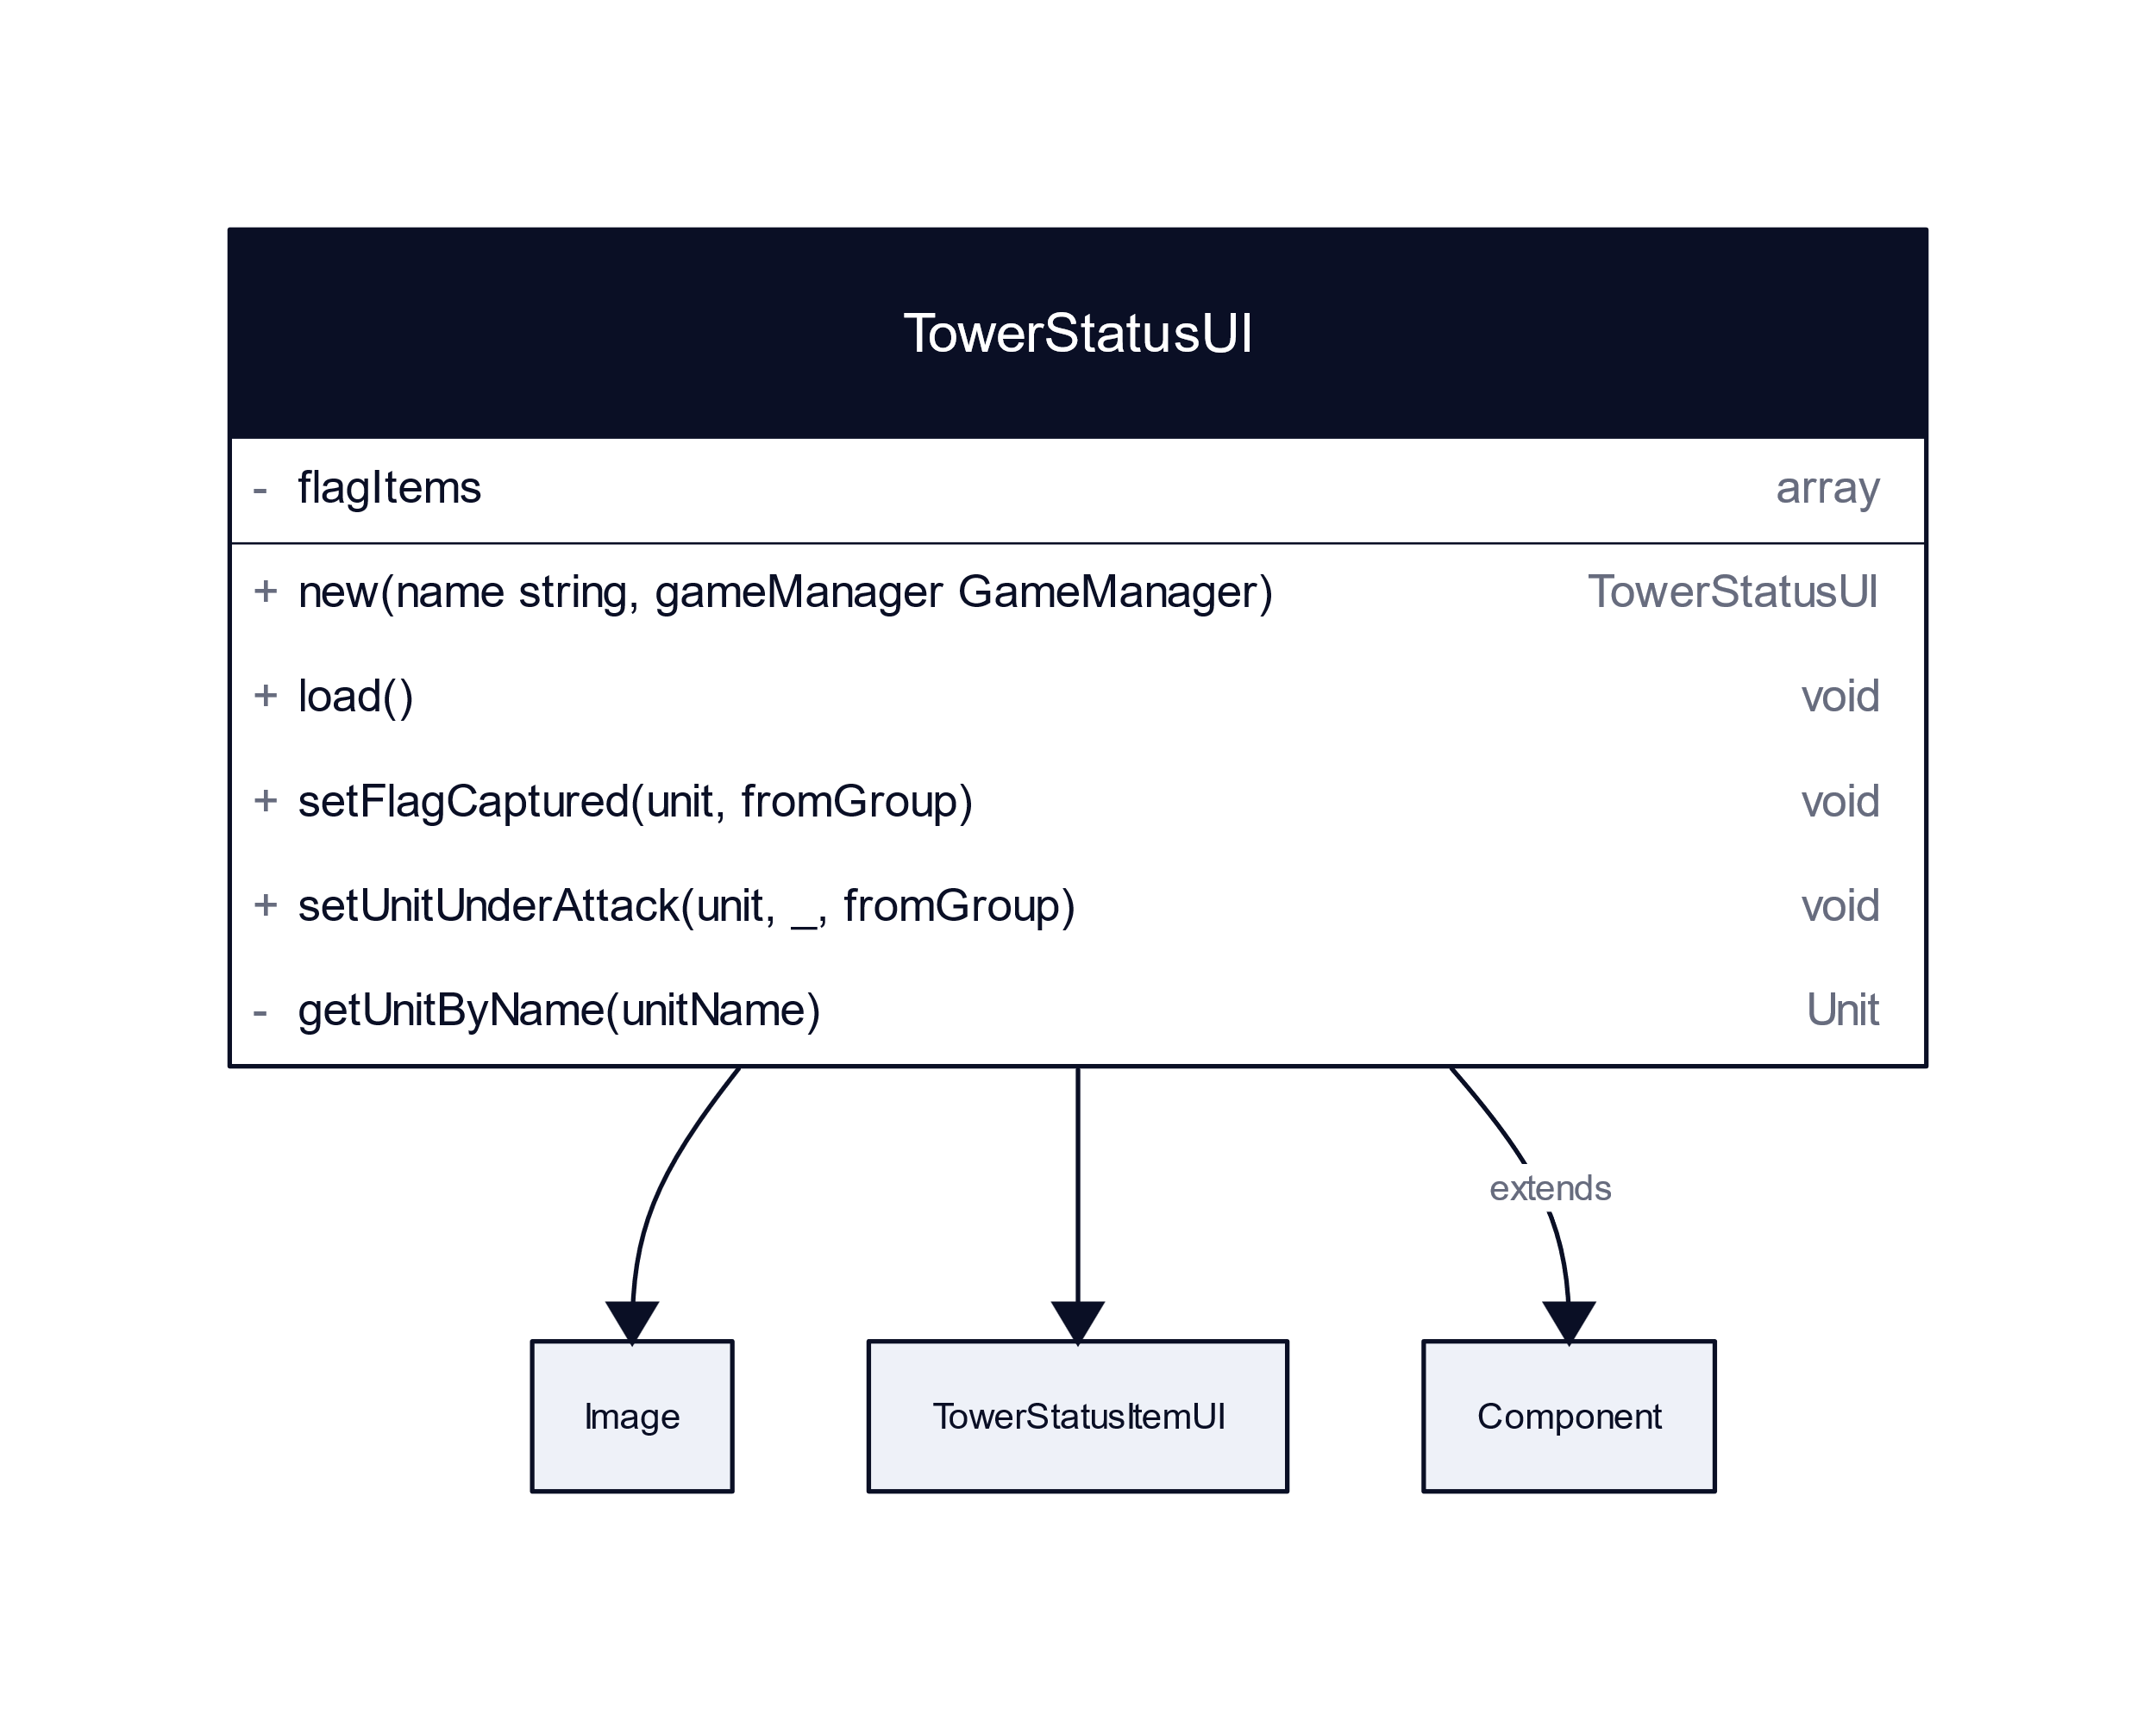 TowerStatusUI
- flagItems array
+ new(name string, gameManager GameManager) TowerStatusUI
+ load() void
+ setFlagCaptured(unit, fromGroup) void
+ setUnitUnderAttack(unit, _, fromGroup) void
- getUnitByName(unitName) Unit
extends
Image TowerStatusItemUI Component